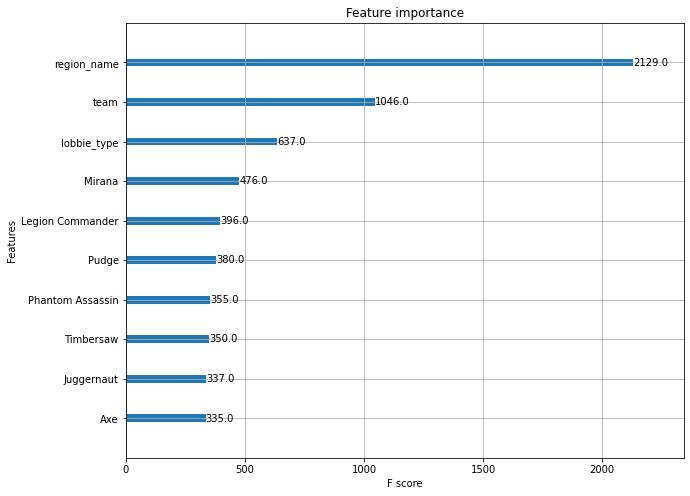 Feature importance
Features
region_name 2129.0
team 1046.0
lobbie_type 637.0
Mirana 476.0
Legion Commander 396.0
Pudge 380.0
Phantom Assassin 355.0
Timbersaw 350.0
Juggernaut 337.0
Axe 335.0
0 500 1000 1500 2000
F score